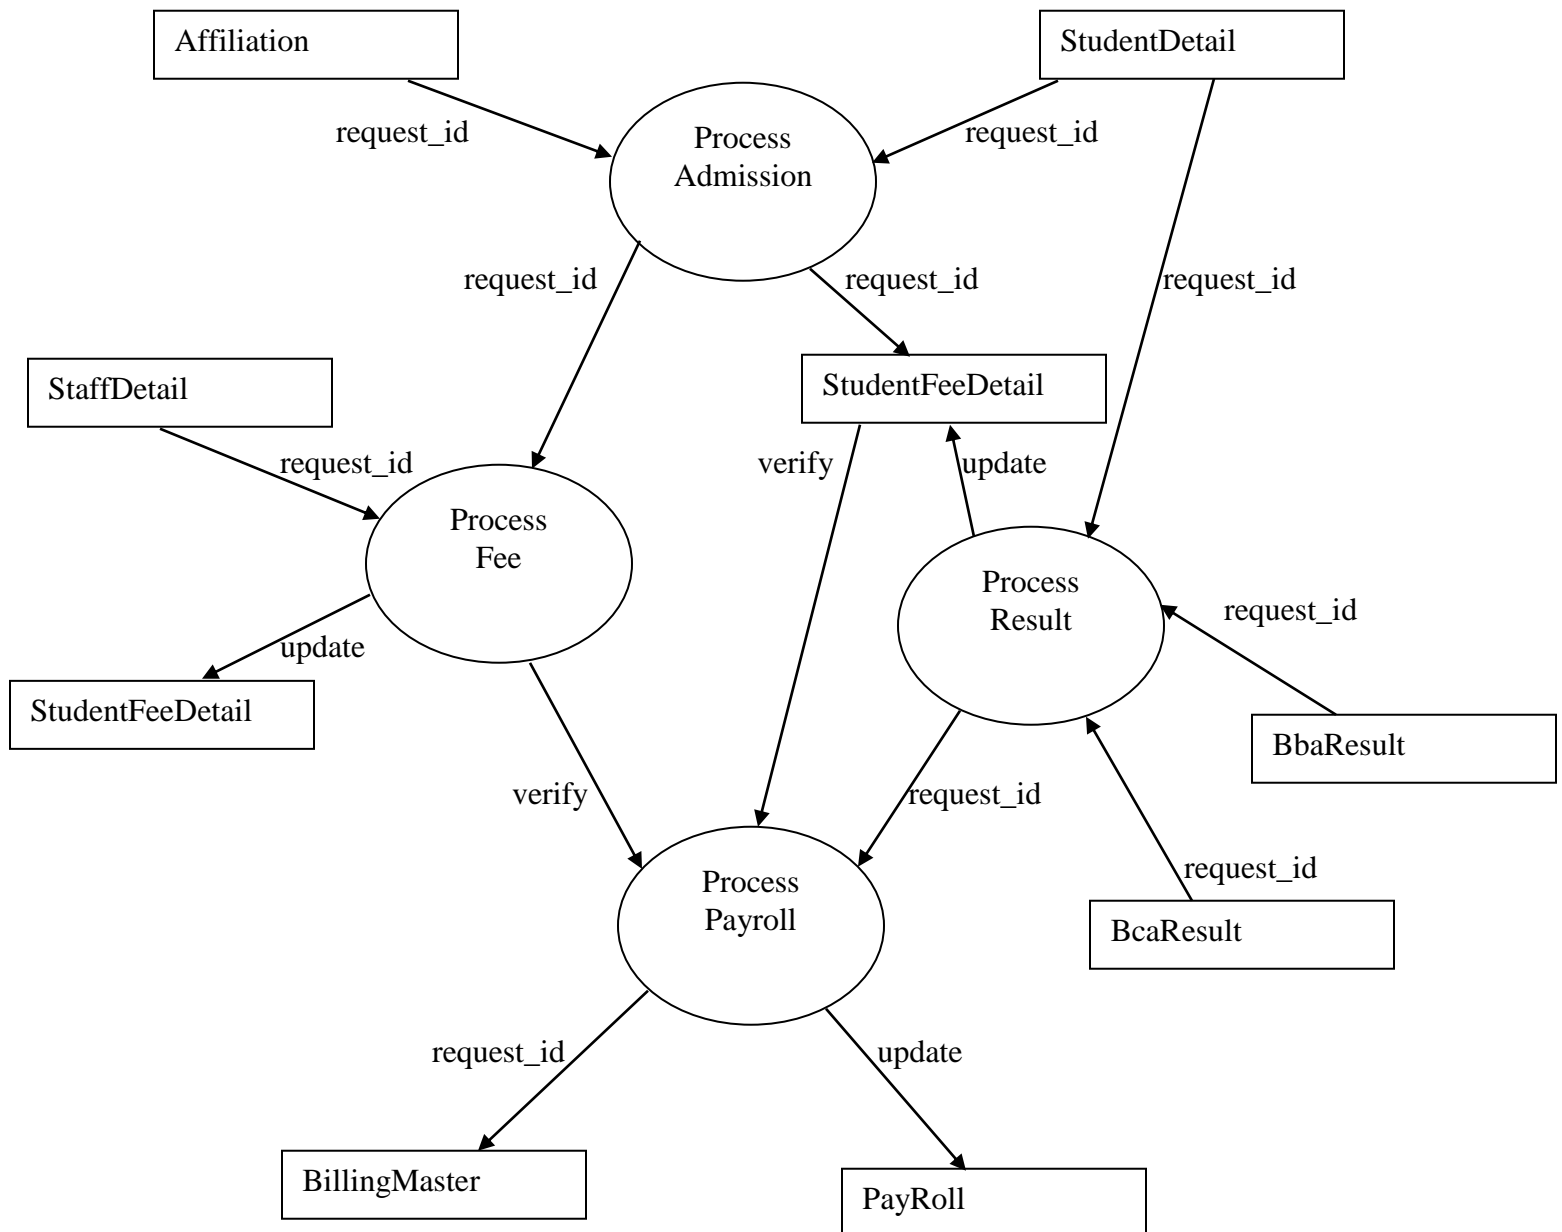 Affiliation
StudentDetail
request_id
Process
Admission
request_id
request_id
request_id
request_id
StaffDetail
StudentFeeDetail
request_id
verify
update
Process
Fee
Process
Result
request_id
update
StudentFeeDetail
BbaResult
verify
request_id
request_id
Process
Payroll
BcaResult
request_id
update
BillingMaster
PayRoll